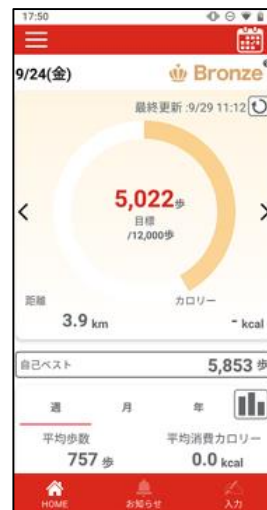 17:50
9/24(金)
Bronze
最終更新 :9/29 11:12
5,022歩
目標
/12,000歩
距離
カロリー
3.9 km
- kcal
自己ベスト
5,853 歩
週
月
年
平均歩数
平均消費カロリー
757 歩
0.0 kcal
HOME
お知らせ
入力